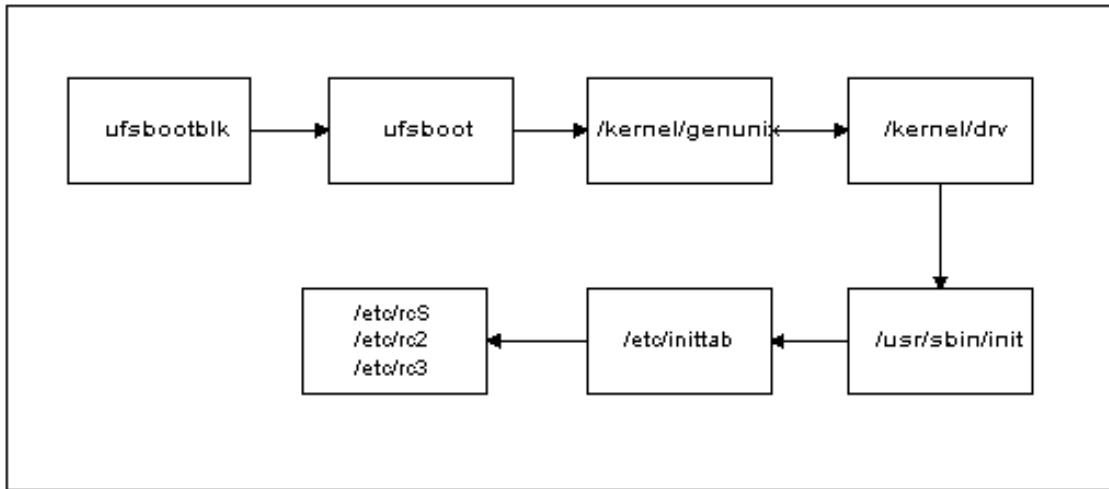 ufsbootblk
ufsboot
/kernel/genunix
/kernel/drv
/etc/rcS
/etc/rc2
/etc/rc3
/etc/inittab
/usr/sbin/init